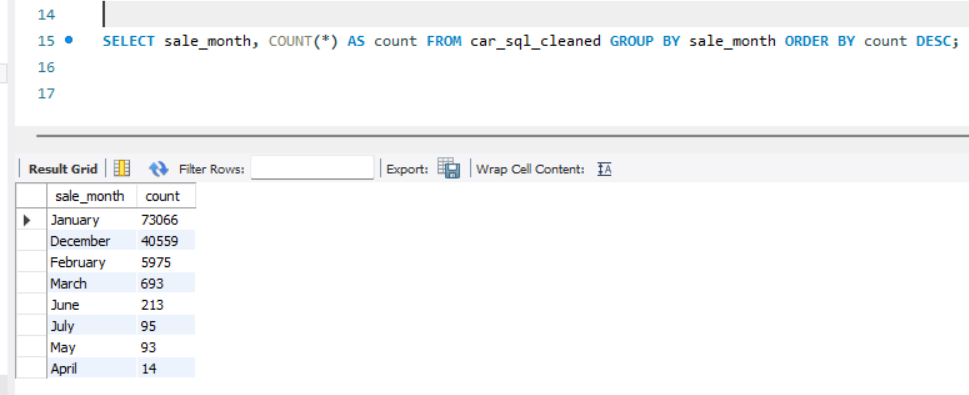 14
15 SELECT sale_month, COUNT(*) AS count FROM car_sql_cleaned GROUP BY sale_month ORDER BY count DESC;
16
17
Result Grid Filter Rows: Export: Wrap Cell Content: IA
sale_month count
January 73066
December 40559
February 5975
March 693
June 213
July 95
May 93
April 14